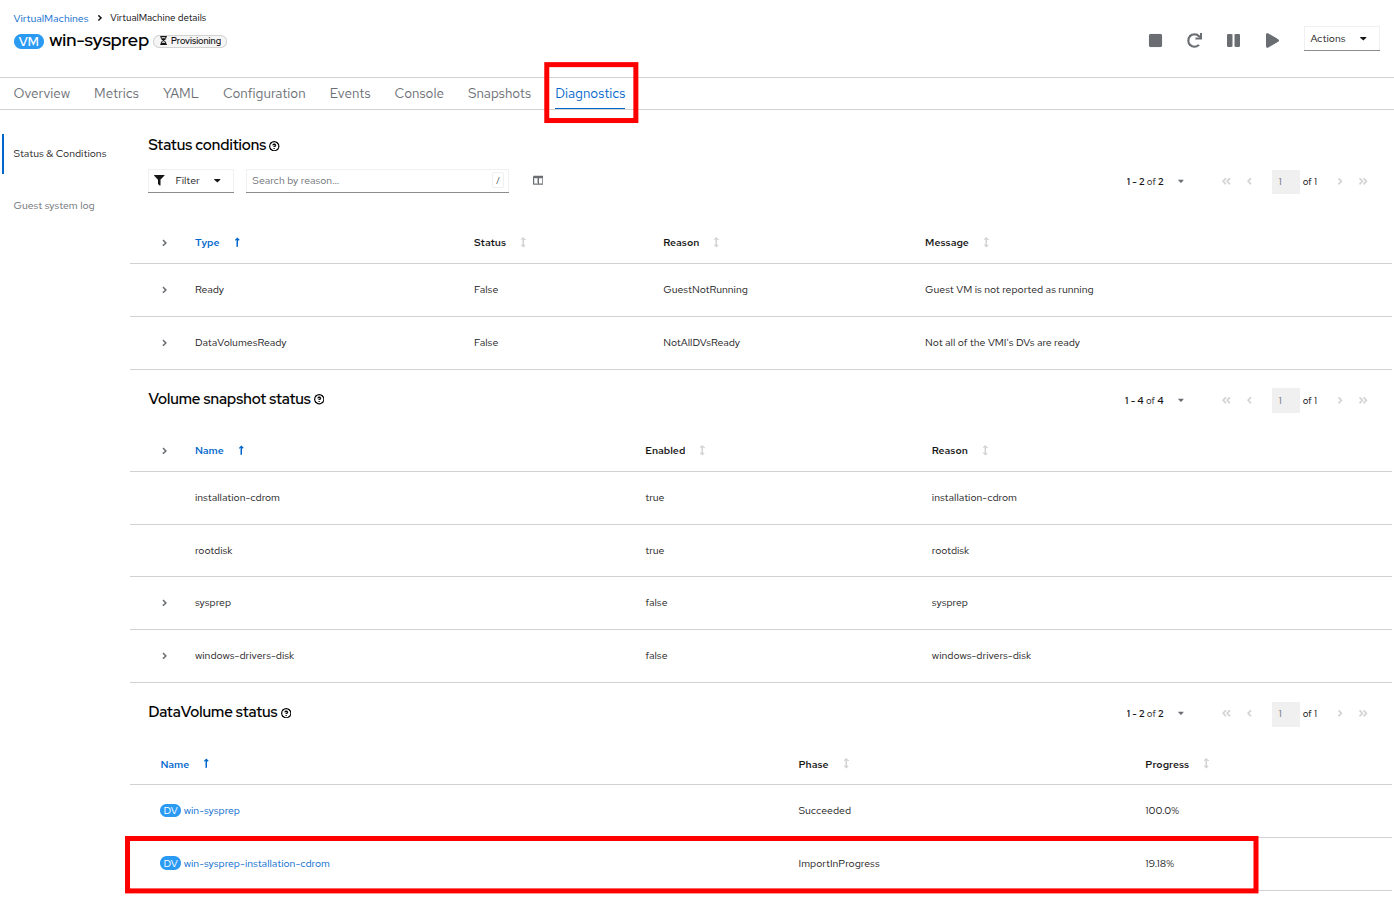 VirtualMachines > VirtualMachine details
VM win-sysprep Provisioning
Actions
Overview Metrics YAML Configuration Events Console Snapshots Diagnostics
Status & Conditions
Guest system log
Status conditions
Filter Search by reason... / 1 - 2 of 2 1 of 1
Type Status Reason Message
Ready False GuestNotRunning Guest VM is not reported as running
DataVolumesReady False NotAllDVsReady Not all of the VMI's DVs are ready
Volume snapshot status 1 - 4 of 4 1 of 1
Name Enabled Reason
installation-cdrom true installation-cdrom
rootdisk true rootdisk
sysprep false sysprep
windows-drivers-disk false windows-drivers-disk
DataVolume status 1 - 2 of 2 1 of 1
Name Phase Progress
DV win-sysprep Succeeded 100.0%
DV win-sysprep-installation-cdrom ImportInProgress 19.18%